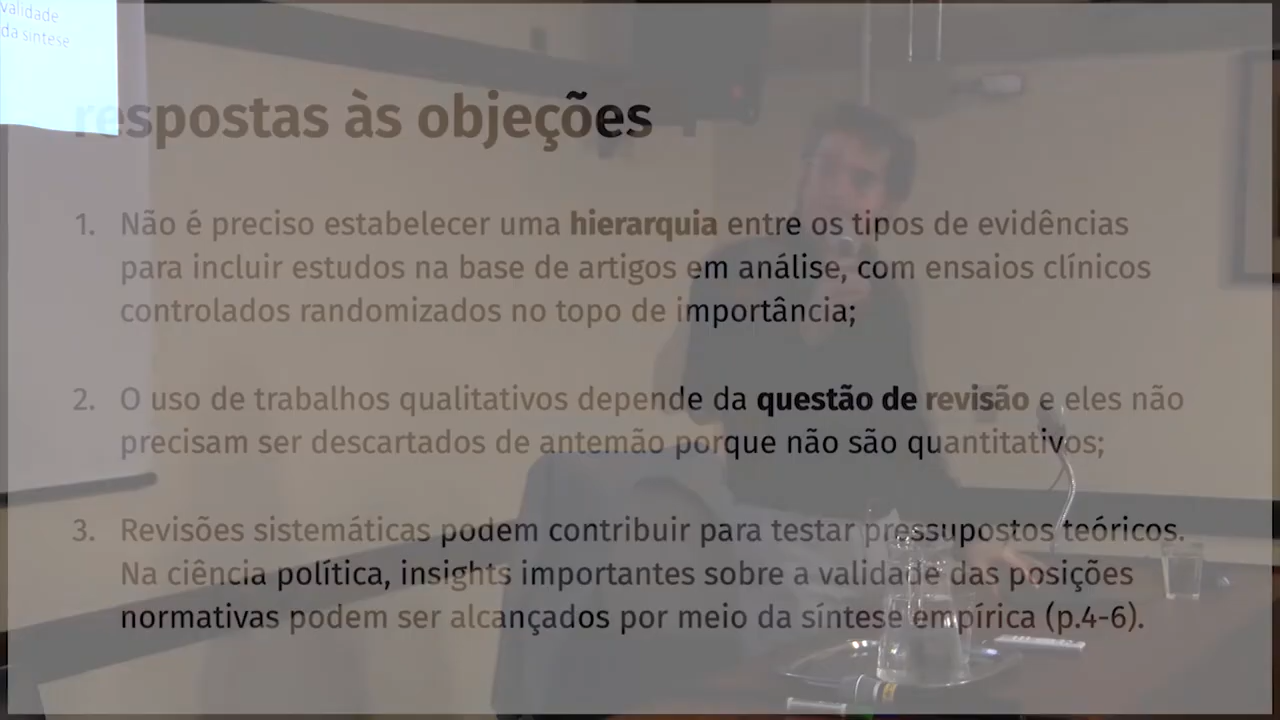 validade
da síntese
respostas às objeções
1. Não é preciso estabelecer uma hierarquia entre os tipos de evidências
para incluir estudos na base de artigos em análise, com ensaios clínicos
controlados randomizados no topo de importância;
2. O uso de trabalhos qualitativos depende da questão de revisão e eles não
precisam ser descartados de antemão porque não são quantitativos;
3. Revisões sistemáticas podem contribuir para testar pressupostos teóricos.
Na ciência política, insights importantes sobre a validade das posições
normativas podem ser alcançados por meio da síntese empírica (p.4-6).